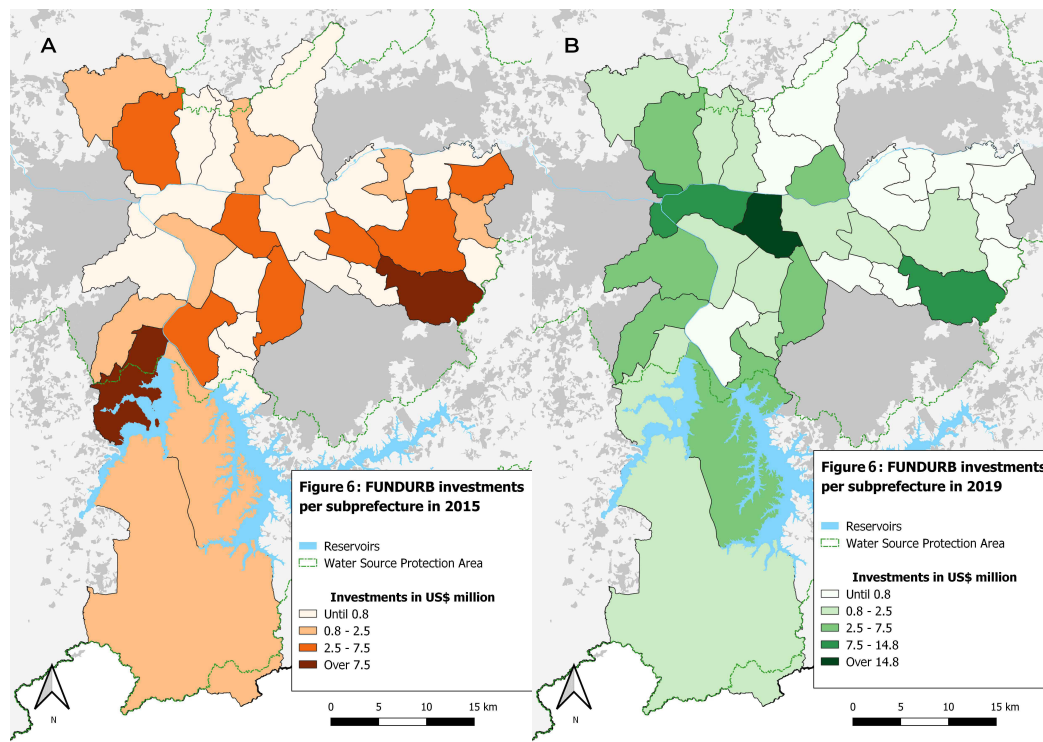 A
Figure 6: FUNDURB investments
per subprefecture in 2015
Reservoirs
Water Source Protection Area
Investments in US$ million
Until 0.8
0.8 - 2.5
2.5 - 7.5
Over 7.5
N
0 5 10 15 km
B
Figure 6: FUNDURB investments
per subprefecture in 2019
Reservoirs
Water Source Protection Area
Investments in US$ million
Until 0.8
0.8 - 2.5
2.5 - 7.5
7.5 - 14.8
Over 14.8
N
0 5 10 15 km